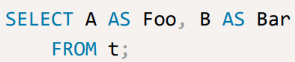 SELECT A AS Foo, B AS Bar
FROM t;